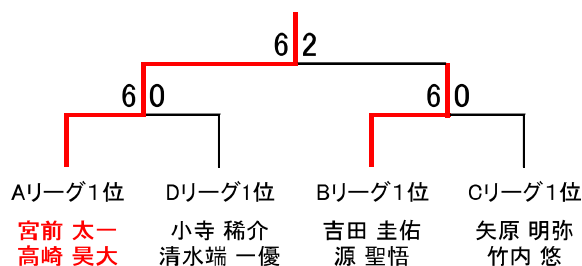 6 2
6 0
6 0
Aリーグ1位
Dリーグ1位
Bリーグ1位
Cリーグ1位
宮前 太一
小寺 稀介
吉田 圭佑
矢原 明弥
高崎 昊大
清水端 一優
源 聖悟
竹内 悠